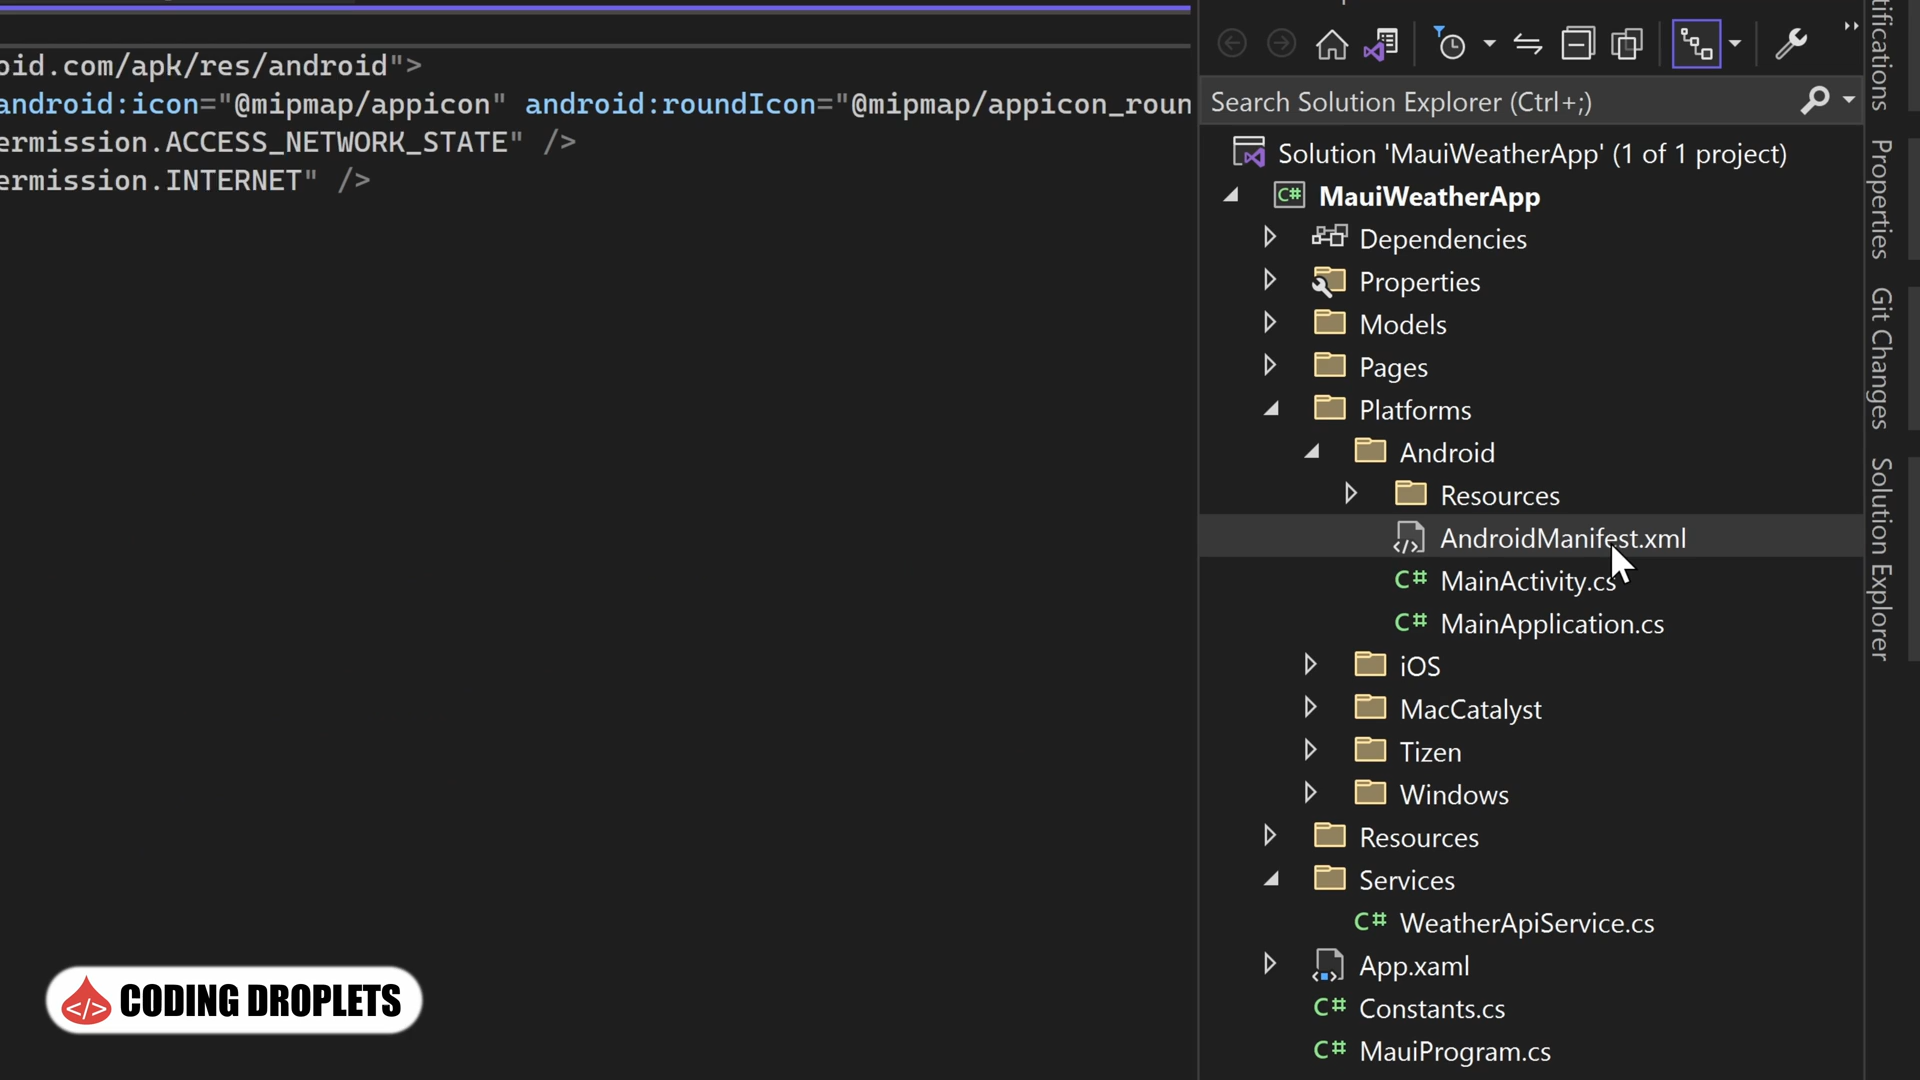 oid.com/apk/res/android">
android:icon="@mipmap/appicon" android:roundIcon="@mipmap/appicon_roun
ermission.ACCESS_NETWORK_STATE" />
ermission.INTERNET" />
Search Solution Explorer (Ctrl+;)
Solution 'MauiWeatherApp' (1 of 1 project)
C# MauiWeatherApp
Dependencies
Properties
Models
Pages
Platforms
Android
Resources
AndroidManifest.xml
C# MainActivity.cs
C# MainApplication.cs
iOS
MacCatalyst
Tizen
Windows
Resources
Services
C# WeatherApiService.cs
App.xaml
C# Constants.cs
C# MauiProgram.cs
tifications
Properties
Git Changes
Solution Explorer
</> CODING DROPLETS